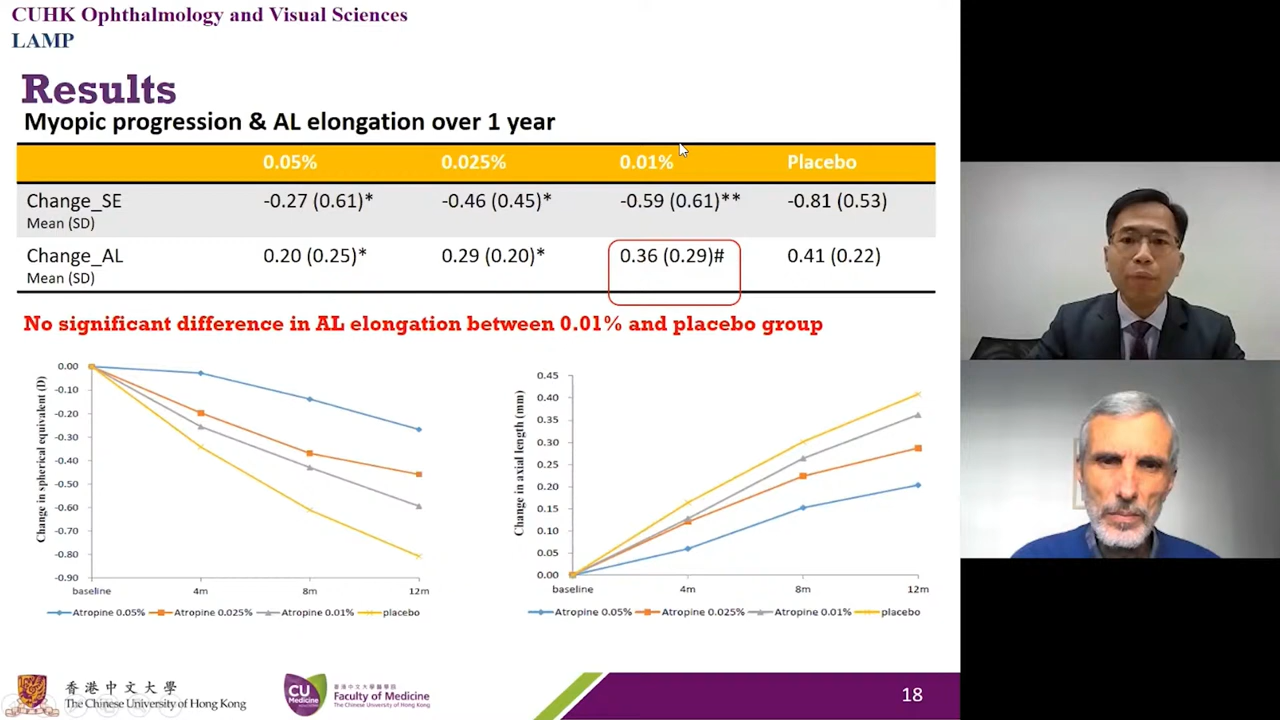 CUHK Ophthalmology and Visual Sciences
LAMP
Results
Myopic progression & AL elongation over 1 year
0.05% 0.025% 0.01% Placebo
Change_SE -0.27 (0.61)* -0.46 (0.45)* -0.59 (0.61)** -0.81 (0.53)
Mean (SD)
Change_AL 0.20 (0.25)* 0.29 (0.20)* 0.36 (0.29)# 0.41 (0.22)
Mean (SD)
No significant difference in AL elongation between 0.01% and placebo group
Change in spherical equivalent (D)
0.00
-0.10
-0.20
-0.30
-0.40
-0.50
-0.60
-0.70
-0.80
-0.90
baseline 4m 8m 12m
Atropine 0.05% Atropine 0.025% Atropine 0.01% placebo
Change in axial length (mm)
0.45
0.40
0.35
0.30
0.25
0.20
0.15
0.10
0.05
0.00
baseline 4m 8m 12m
Atropine 0.05% Atropine 0.025% Atropine 0.01% placebo
香港中文大學
The Chinese University of Hong Kong
CU
Medicine
香港中文大學醫學院
Faculty of Medicine
The Chinese University of Hong Kong
18